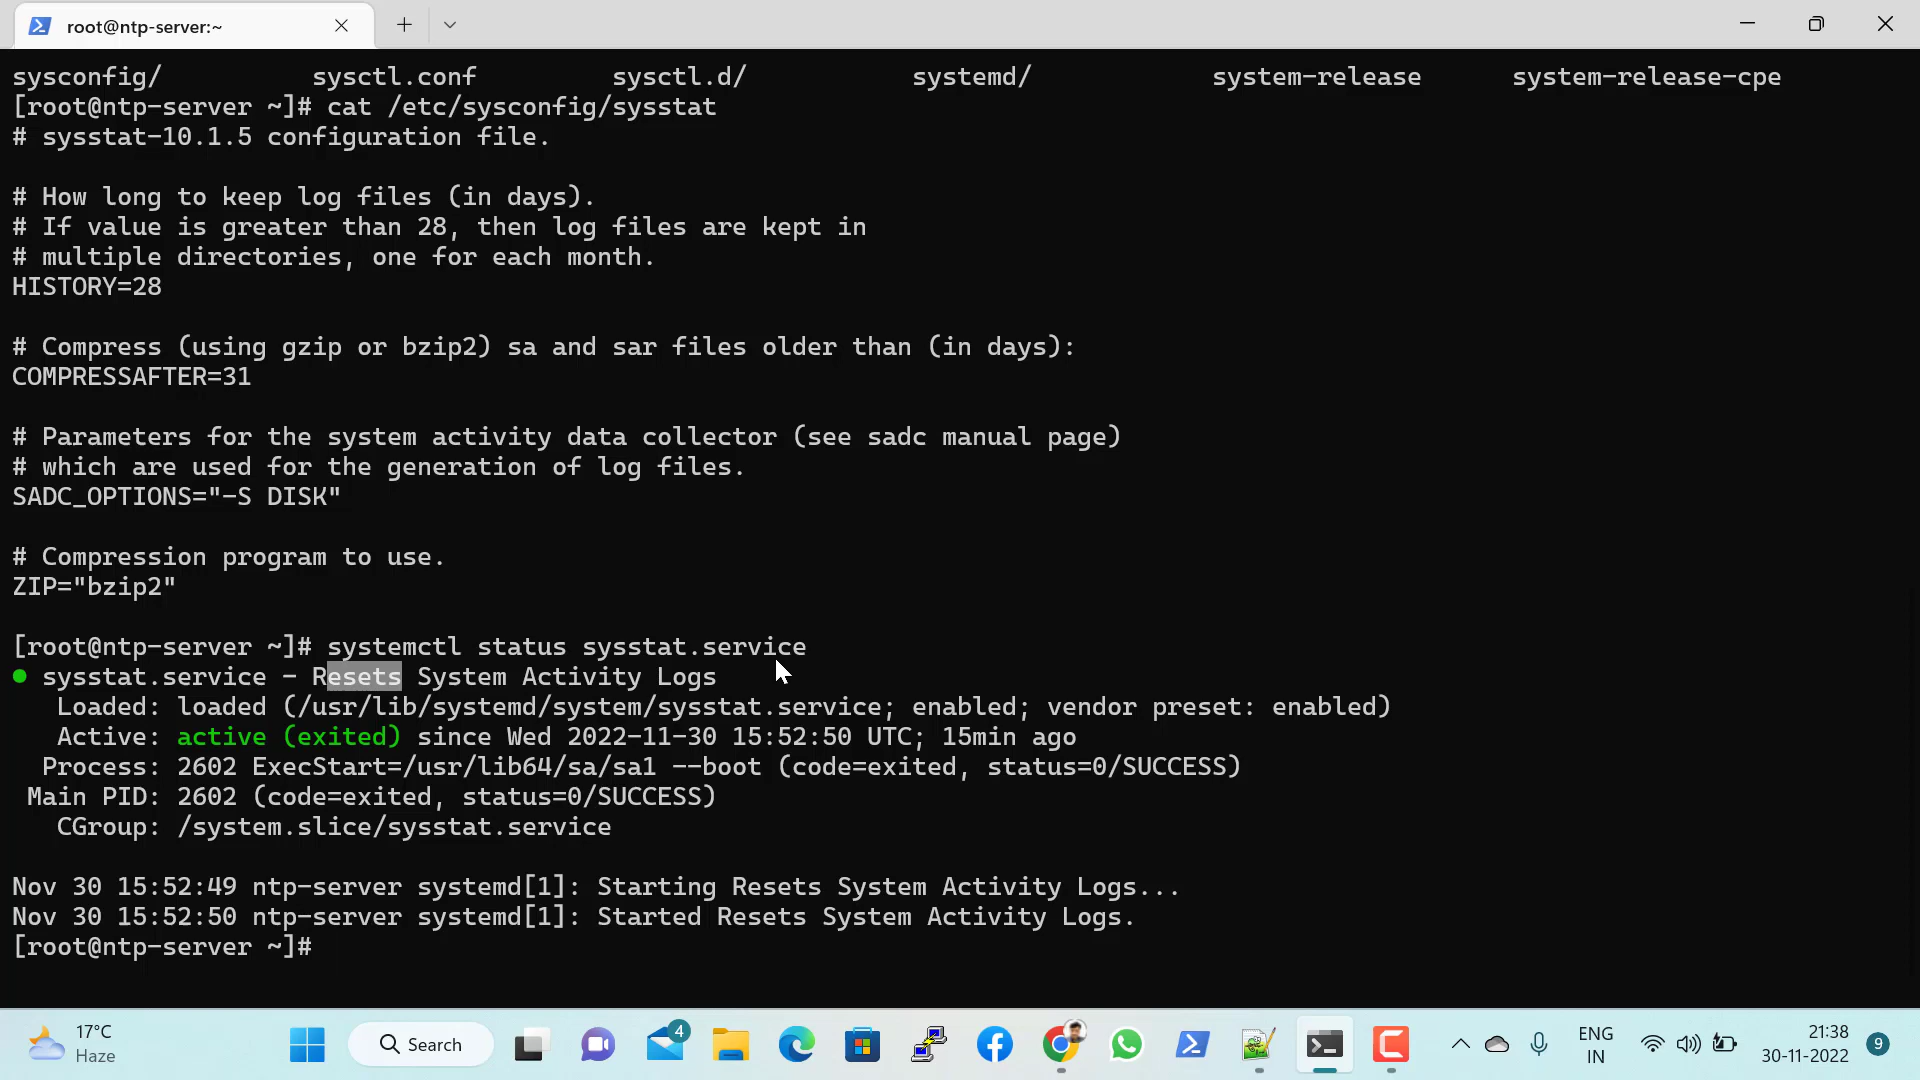 root@ntp-server:~
sysconfig/ sysctl.conf sysctl.d/ systemd/ system-release system-release-cpe
[root@ntp-server ~]# cat /etc/sysconfig/sysstat
# sysstat-10.1.5 configuration file.
# How long to keep log files (in days).
# If value is greater than 28, then log files are kept in
# multiple directories, one for each month.
HISTORY=28
# Compress (using gzip or bzip2) sa and sar files older than (in days):
COMPRESSAFTER=31
# Parameters for the system activity data collector (see sadc manual page)
# which are used for the generation of log files.
SADC_OPTIONS="-S DISK"
# Compression program to use.
ZIP="bzip2"
[root@ntp-server ~]# systemctl status sysstat.service
● sysstat.service - Resets System Activity Logs
Loaded: loaded (/usr/lib/systemd/system/sysstat.service; enabled; vendor preset: enabled)
Active: active (exited) since Wed 2022-11-30 15:52:50 UTC; 15min ago
Process: 2602 ExecStart=/usr/lib64/sa/sa1 --boot (code=exited, status=0/SUCCESS)
Main PID: 2602 (code=exited, status=0/SUCCESS)
CGroup: /system.slice/sysstat.service
Nov 30 15:52:49 ntp-server systemd[1]: Starting Resets System Activity Logs...
Nov 30 15:52:50 ntp-server systemd[1]: Started Resets System Activity Logs.
[root@ntp-server ~]#
17°C
Haze
Search
4
ENG
IN
21:38
30-11-2022
9